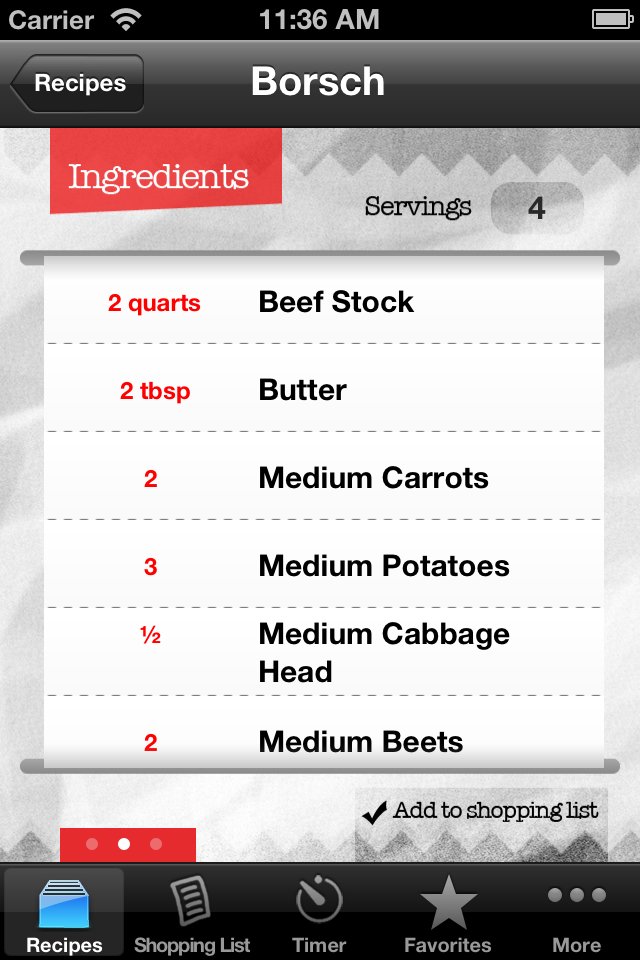 Carrier 11:36 AM
Recipes Borsch
Ingredients
Servings 4
2 quarts Beef Stock
2 tbsp Butter
2 Medium Carrots
3 Medium Potatoes
½ Medium Cabbage
Head
2 Medium Beets
Add to shopping list
Recipes Shopping List Timer Favorites More